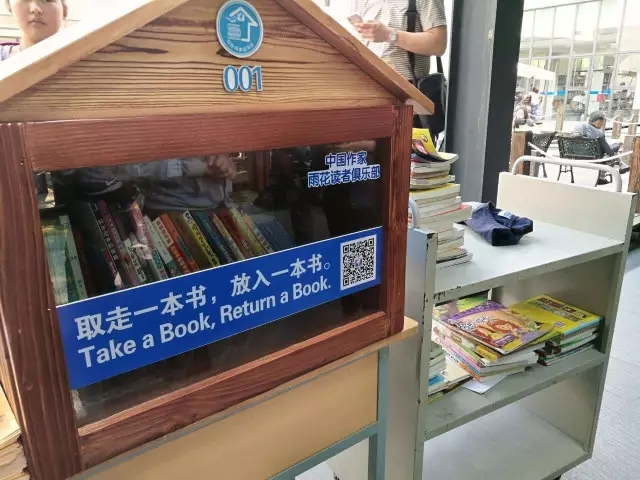 001
中国作家
雨花读者俱乐部
取走一本书，放入一本书。
Take a Book, Return a Book.